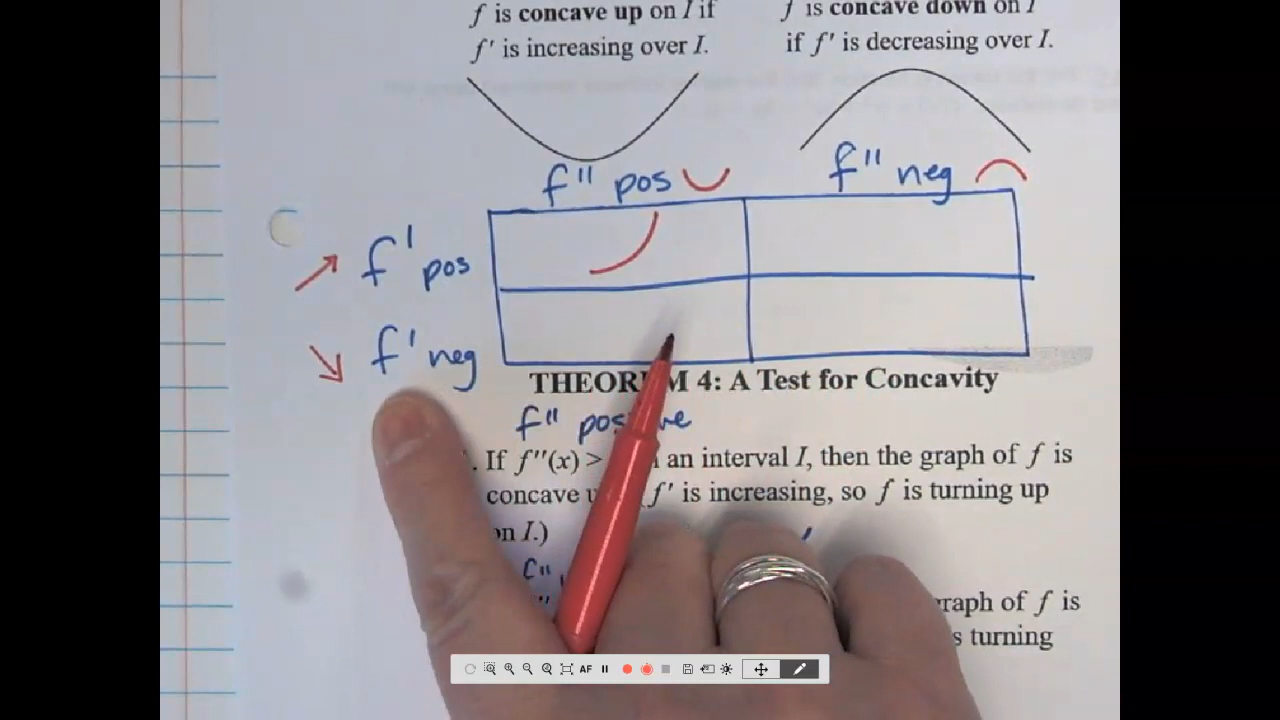 f is concave up on I if
f' is increasing over I.
f is concave down on I
if f' is decreasing over I.
f'' pos
f'' neg
f' pos
f' neg
THEOR M 4: A Test for Concavity
f'' pos ve
. If f''(x) > an interval I, then the graph of f is
concave u f' is increasing, so f is turning up
on I.)
graph of f is
s turning
AF